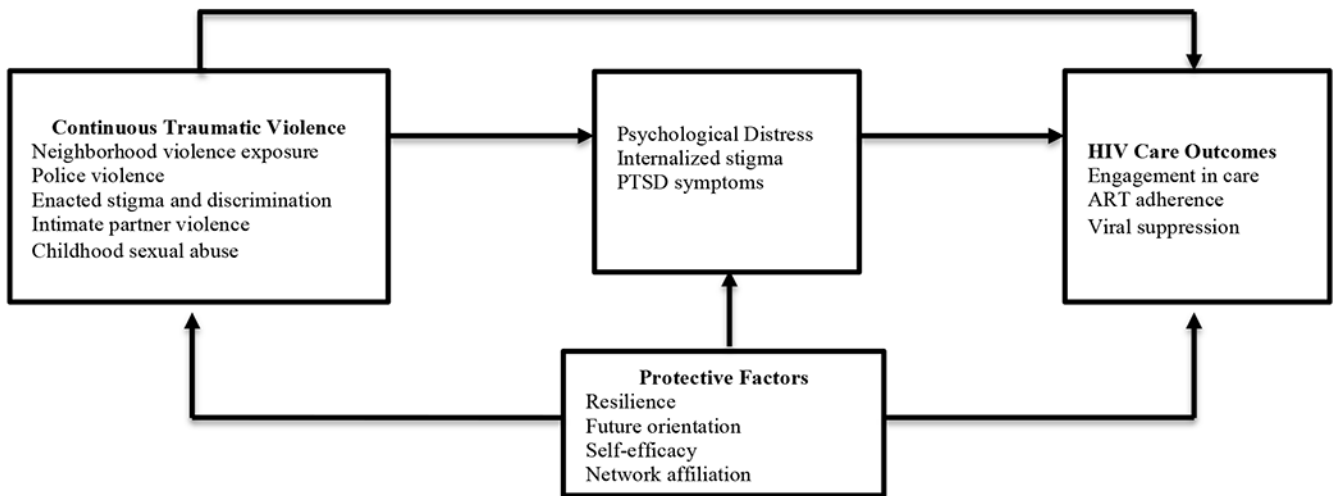 Continuous Traumatic Violence
Neighborhood violence exposure
Police violence
Enacted stigma and discrimination
Intimate partner violence
Childhood sexual abuse
Psychological Distress
Internalized stigma
PTSD symptoms
HIV Care Outcomes
Engagement in care
ART adherence
Viral suppression
Protective Factors
Resilience
Future orientation
Self-efficacy
Network affiliation